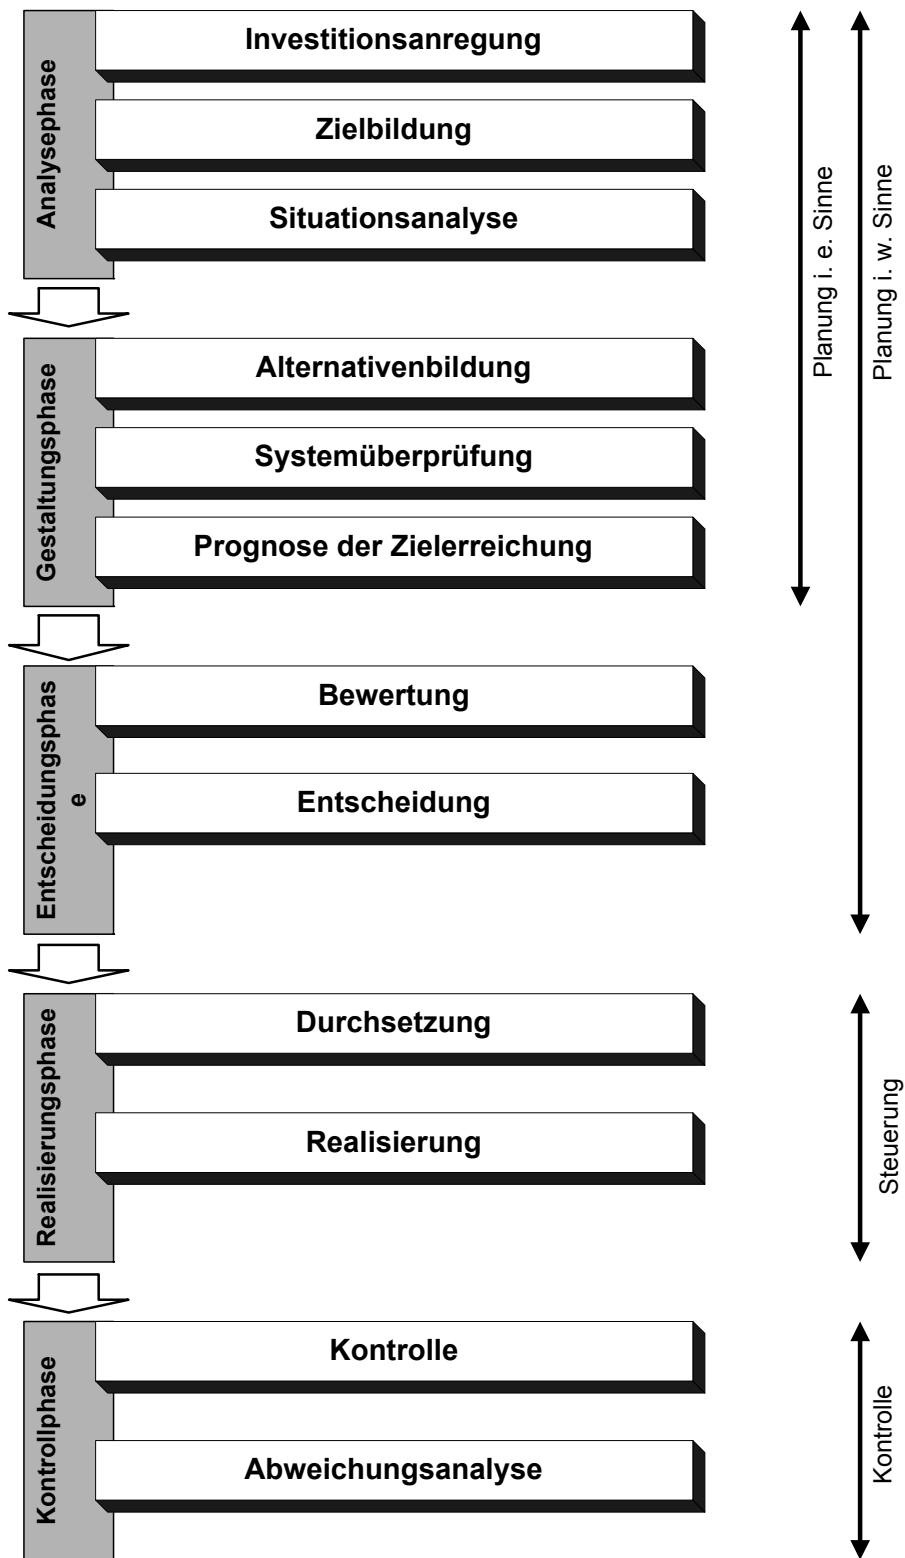 Analysephase
Investitionsanregung
Zielbildung
Situationsanalyse
Gestaltungsphase
Alternativenbildung
Systemüberprüfung
Prognose der Zielerreichung
Entscheidungsphas
e
Bewertung
Entscheidung
Realisierungsphase
Durchsetzung
Realisierung
Kontrollphase
Kontrolle
Abweichungsanalyse
Planung i. e. Sinne
Planung i. w. Sinne
Steuerung
Kontrolle